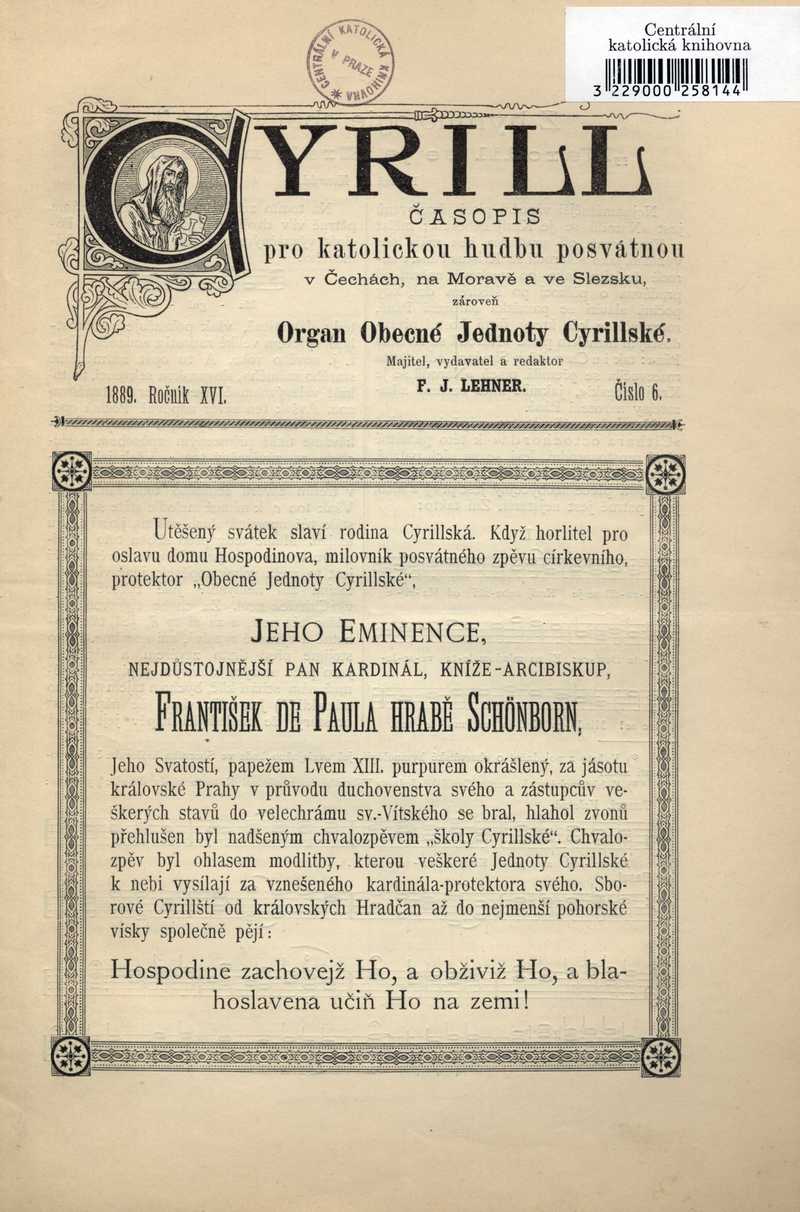 Centrální
katolická knihovna
3 229000 258144
CENTRÁLNÍ KATOLICKÁ KNIHOVNA
V PRAZE
CYRILL
ČASOPIS
pro katolickou hudbu posvátnou
v Čechách, na Moravě a ve Slezsku,
zároveň
Organ Obecné Jednoty Cyrillské.
Majitel, vydavatel a redaktor
F. J. LEHNER.
1889. Ročník XVI.
Číslo 6.
Utěšený svátek slaví rodina Cyrillská. Když horlitel pro
oslavu domu Hospodinova, milovník posvátného zpěvu církevního,
protektor „Obecné Jednoty Cyrillské“,
JEHO EMINENCE,
NEJDŮSTOJNĚJŠÍ PAN KARDINÁL, KNÍŽE-ARCIBISKUP,
FRANTIŠEK DE PAULA HRABĚ SCHÖNBORN,
Jeho Svatostí, papežem Lvem XIII. purpurem okrášlený, za jásotu
královské Prahy v průvodu duchovenstva svého a zástupcův ve-
škerých stavů do velechrámu sv.-Vítského se bral, hlahol zvonů
přehlušen byl nadšeným chvalozpěvem „školy Cyrillské“. Chvalo-
zpěv byl ohlasem modlitby, kterou veškeré Jednoty Cyrillské
k nebi vysílají za vznešeného kardinála-protektora svého. Sbo-
rové Cyrillští od královských Hradčan až do nejmenší pohorské
vísky společně pějí:
Hospodine zachovejž Ho, a obživiž Ho, a bla-
hoslavena učiň Ho na zemi!